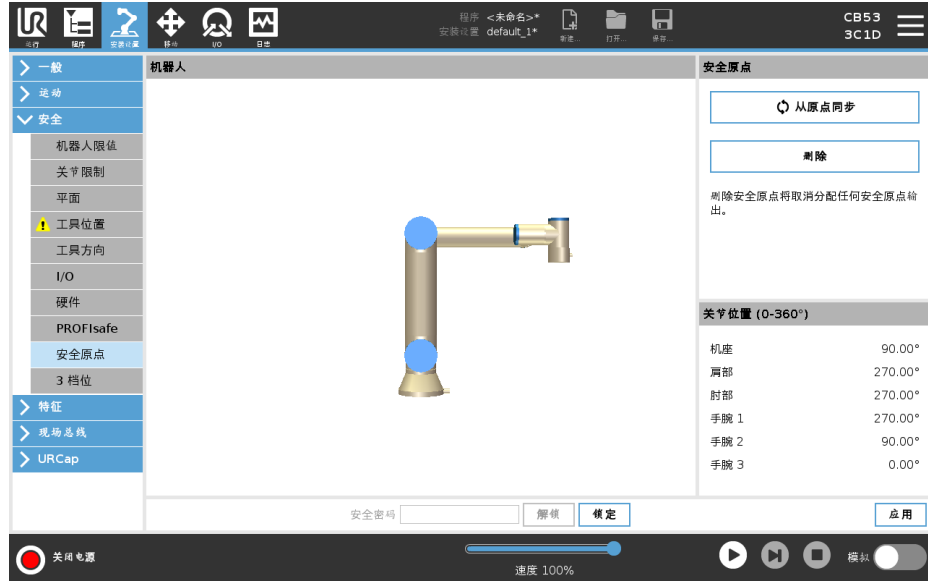 UR
程序 <未命名>*
安装设置 default_1*
CB53
3C1D
运行
程序
安装设置
移动
I/O
日志
新建...
打开...
保存...
一般
运动
安全
机器人限值
关节限制
平面
工具位置
工具方向
I/O
硬件
PROFIsafe
安全原点
3 档位
特征
现场总线
URCap
机器人
安全原点
从原点同步
删除
删除安全原点将取消分配任何安全原点输
出。
关节位置 (0-360°)
机座 90.00°
肩部 270.00°
肘部 270.00°
手腕 1 270.00°
手腕 2 90.00°
手腕 3 0.00°
安全密码
解锁
锁定
应用
关闭电源
速度 100%
模拟